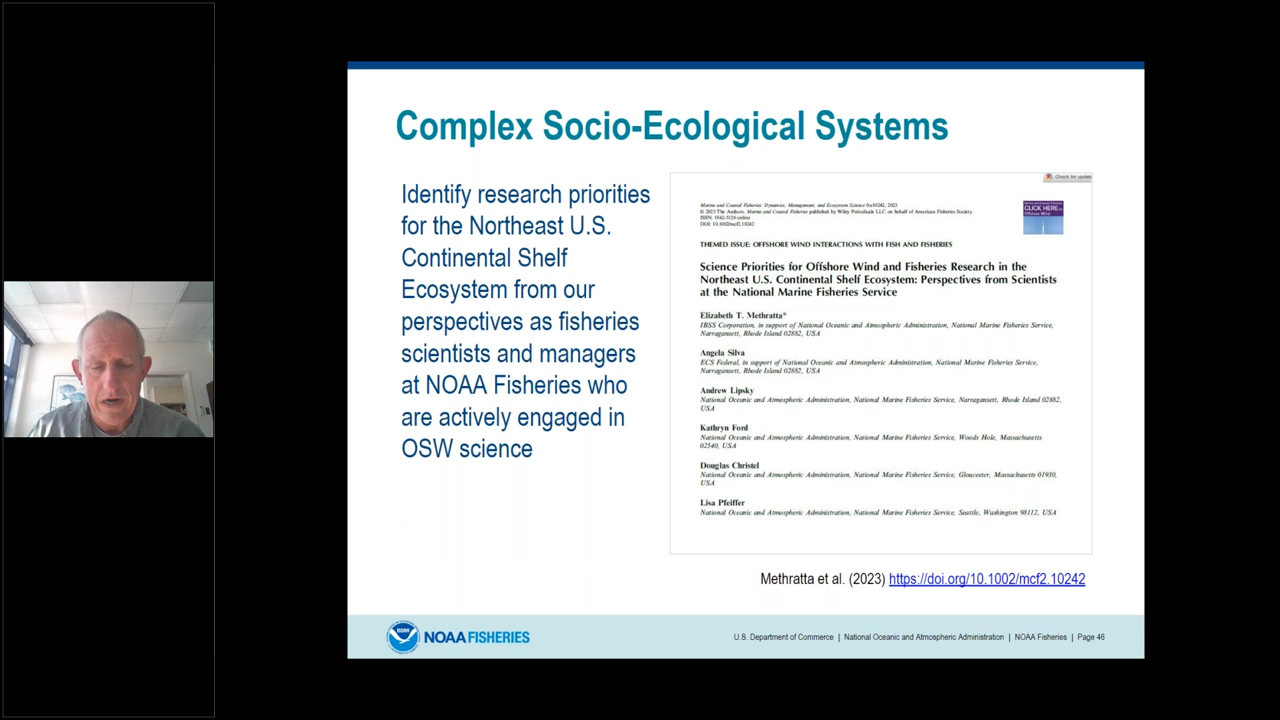 Complex Socio-Ecological Systems
Identify research priorities
for the Northeast U.S.
Continental Shelf
Ecosystem from our
perspectives as fisheries
scientists and managers
at NOAA Fisheries who
are actively engaged in
OSW science
Check for update
Marine and Coastal Fisheries: Dynamics, Management, and Ecosystem Science
© 2023 The Authors. Marine and Coastal Fisheries published by Wiley Periodicals LLC on behalf of American Fisheries Society.
ISSN: 1942-5120 online
DOI: 10.1002/mcf2.10242
CLICK HERE
Offshore Wind
THEMED ISSUE: OFFSHORE WIND INTERACTIONS WITH FISH AND FISHERIES
Science Priorities for Offshore Wind and Fisheries Research in the
Northeast U.S. Continental Shelf Ecosystem: Perspectives from Scientists
at the National Marine Fisheries Service
Elizabeth T. Methratta*
IBSS Corporation, in support of National Oceanic and Atmospheric Administration, National Marine Fisheries Service,
Narragansett, Rhode Island 02882, USA
Angela Silva
ECS Federal, in support of National Oceanic and Atmospheric Administration, National Marine Fisheries Service,
Narragansett, Rhode Island 02882, USA
Andrew Lipsky
National Oceanic and Atmospheric Administration, National Marine Fisheries Service, Narragansett, Rhode Island 02882,
USA
Kathryn Ford
National Oceanic and Atmospheric Administration, National Marine Fisheries Service, Woods Hole, Massachusetts
02540, USA
Douglas Christel
National Oceanic and Atmospheric Administration, National Marine Fisheries Service, Gloucester, Massachusetts 01930,
USA
Lisa Pfeiffer
National Oceanic and Atmospheric Administration, National Marine Fisheries Service, Seattle, Washington 98112, USA
Methratta et al. (2023) https://doi.org/10.1002/mcf2.10242
NOAA
NOAA FISHERIES
U.S. Department of Commerce | National Oceanic and Atmospheric Administration | NOAA Fisheries | Page 46